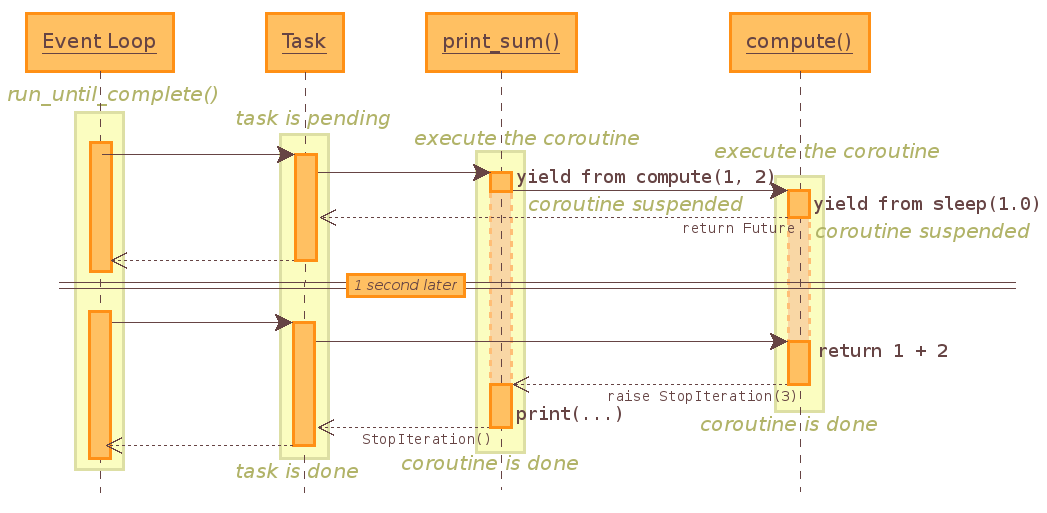 Event Loop
Task
print_sum()
compute()
run_until_complete()
task is pending
execute the coroutine
execute the coroutine
yield from compute(1, 2)
coroutine suspended
yield from sleep(1.0)
return Future
coroutine suspended
1 second later
return 1 + 2
raise StopIteration(3)
print(...)
coroutine is done
StopIteration()
coroutine is done
task is done